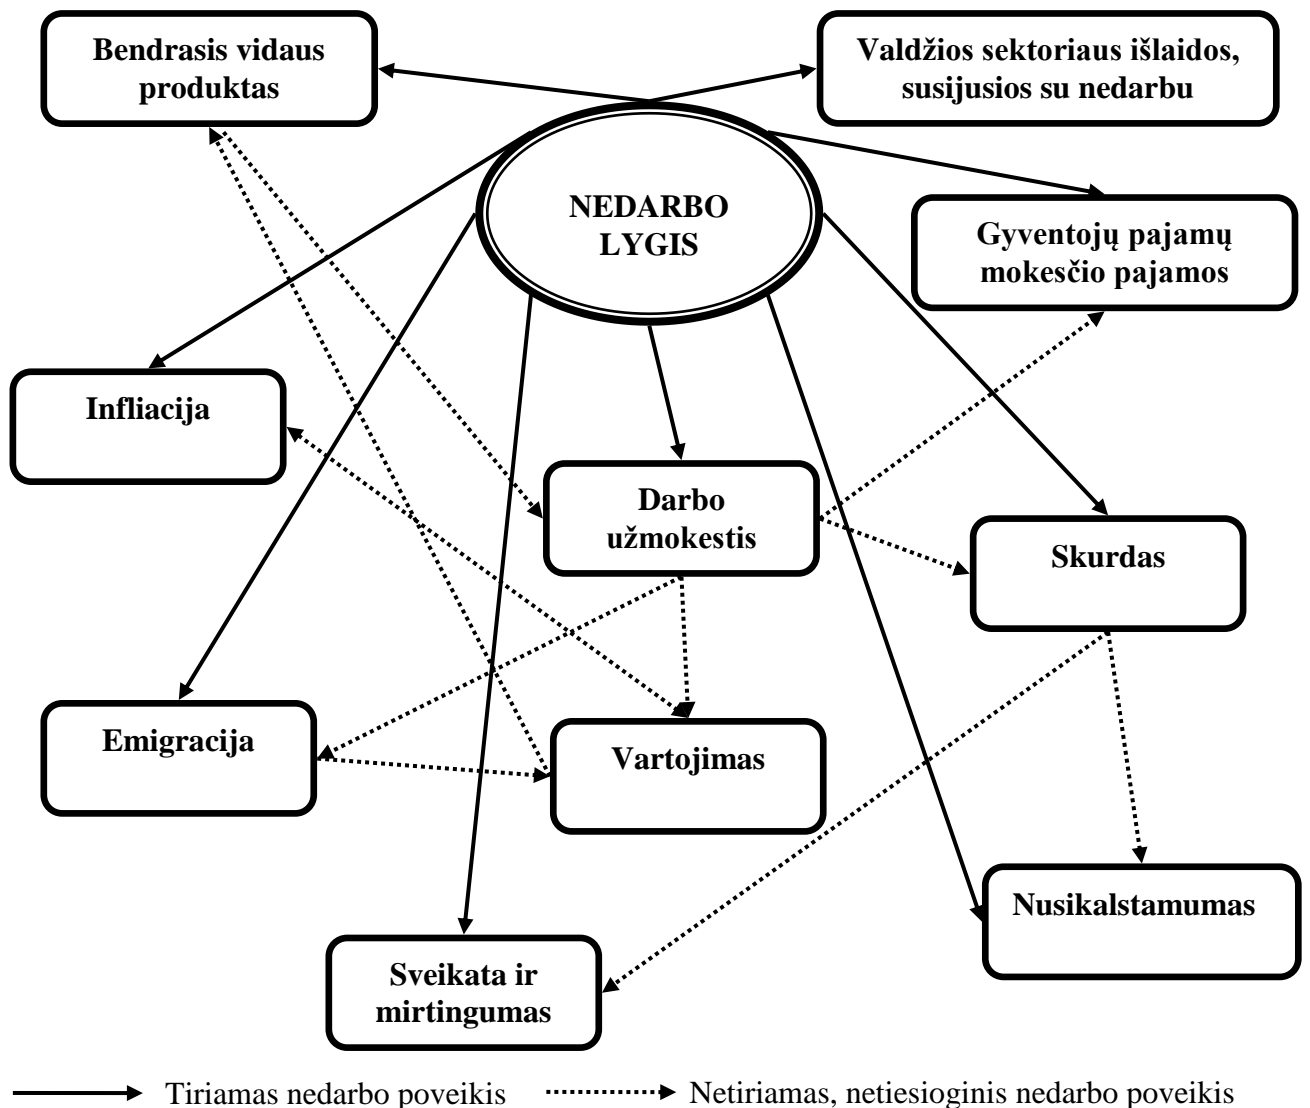 Bendrasis vidaus
produktas
Valdžios sektoriaus išlaidos,
susijusios su nedarbu
NEDARBO
LYGIS
Gyventojų pajamų
mokesčio pajamos
Infliacija
Darbo
užmokestis
Skurdas
Emigracija
Vartojimas
Nusikalstamumas
Sveikata ir
mirtingumas
Tiriamas nedarbo poveikis
Netiriamas, netiesioginis nedarbo poveikis